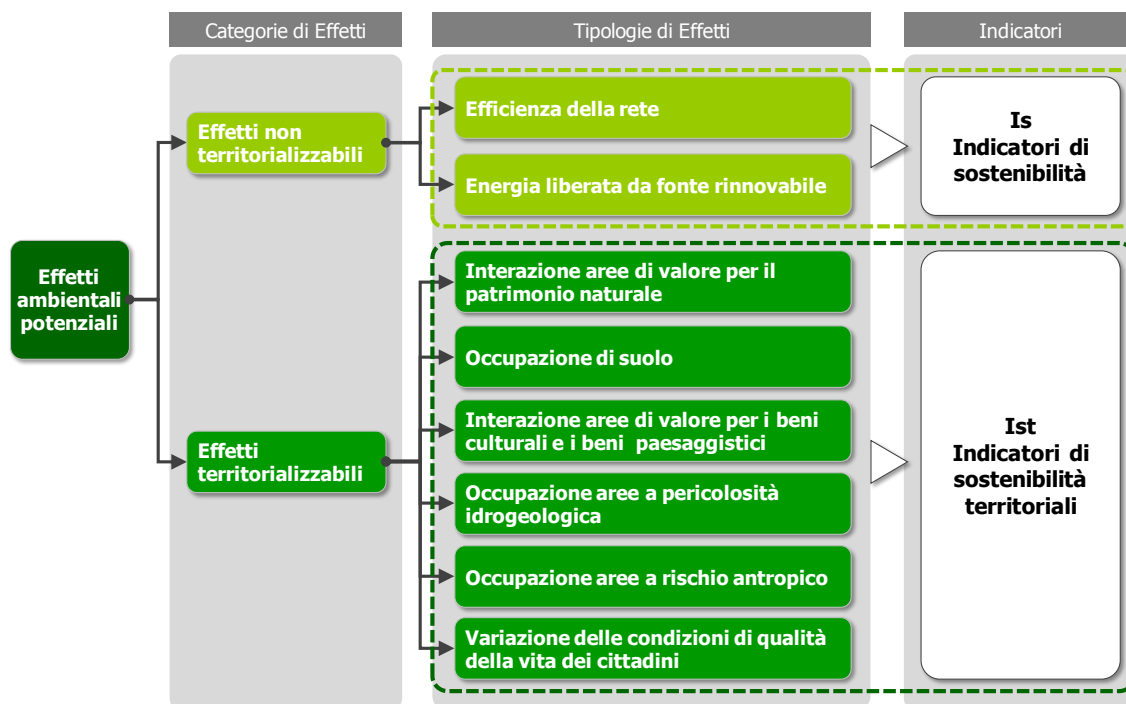 Categorie di Effetti
Tipologie di Effetti
Indicatori
Effetti
ambientali
potenziali
Effetti non
territorializzabili
Efficienza della rete
Energia liberata da fonte rinnovabile
Is
Indicatori di
sostenibilità
Effetti
territorializzabili
Interazione aree di valore per il
patrimonio naturale
Occupazione di suolo
Interazione aree di valore per i beni
culturali e i beni paesaggistici
Occupazione aree a pericolosità
idrogeologica
Occupazione aree a rischio antropico
Variazione delle condizioni di qualità
della vita dei cittadini
Ist
Indicatori di
sostenibilità
territoriali